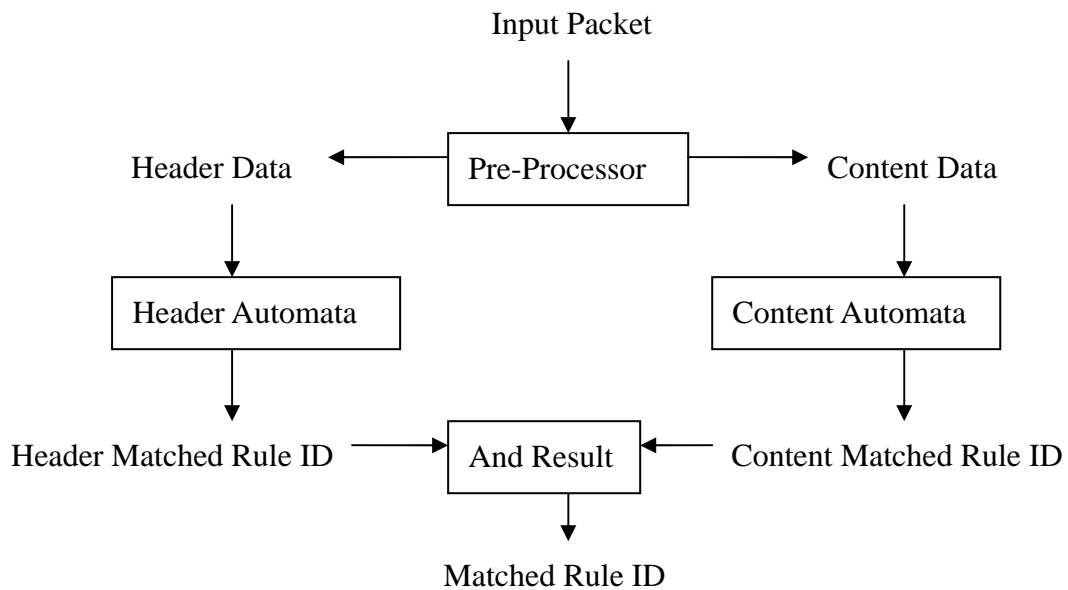 Input Packet
Header Data
Pre-Processor
Content Data
Header Automata
Content Automata
Header Matched Rule ID
And Result
Content Matched Rule ID
Matched Rule ID